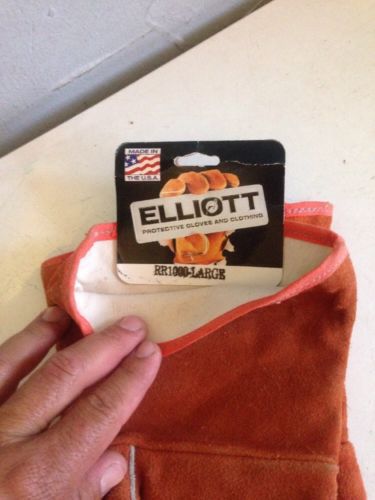 MADE IN
THE U.S.A.
ELLIOTT
PROTECTIVE GLOVES AND CLOTHING
RR1000-LARGE